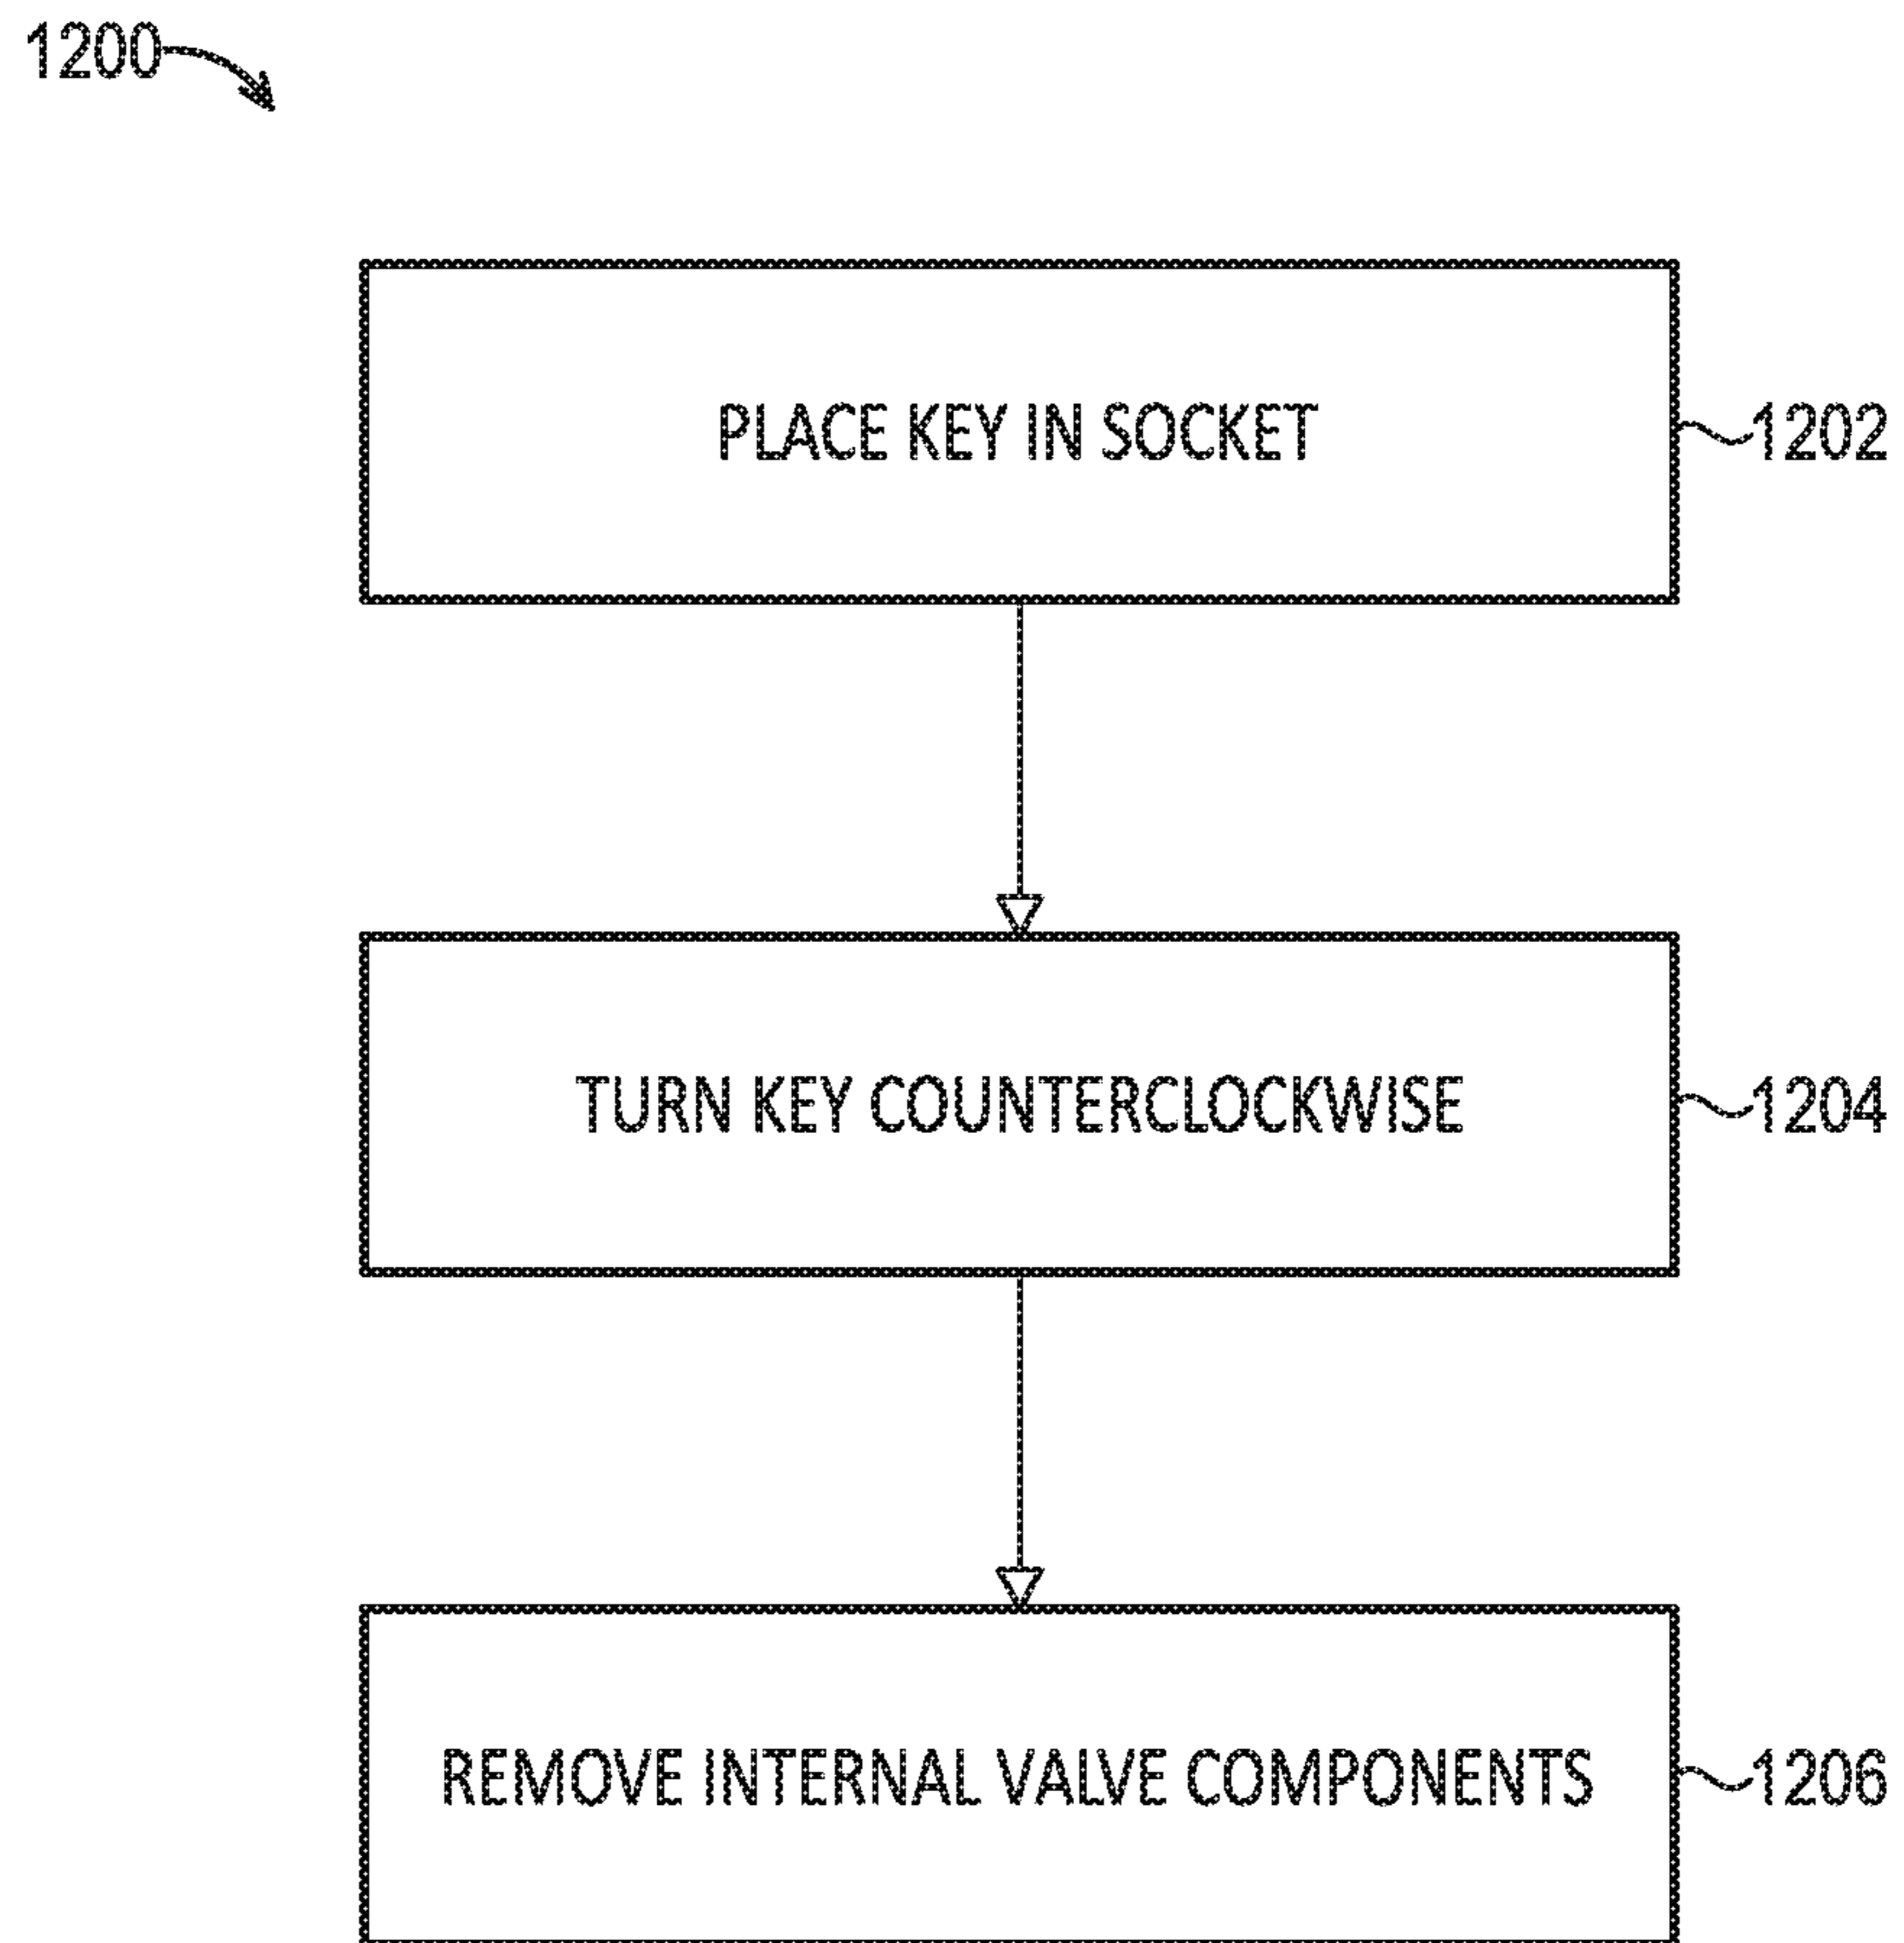 1200
PLACE KEY IN SOCKET
1202
TURN KEY COUNTERCLOCKWISE
1204
REMOVE INTERNAL VALVE COMPONENTS
1206